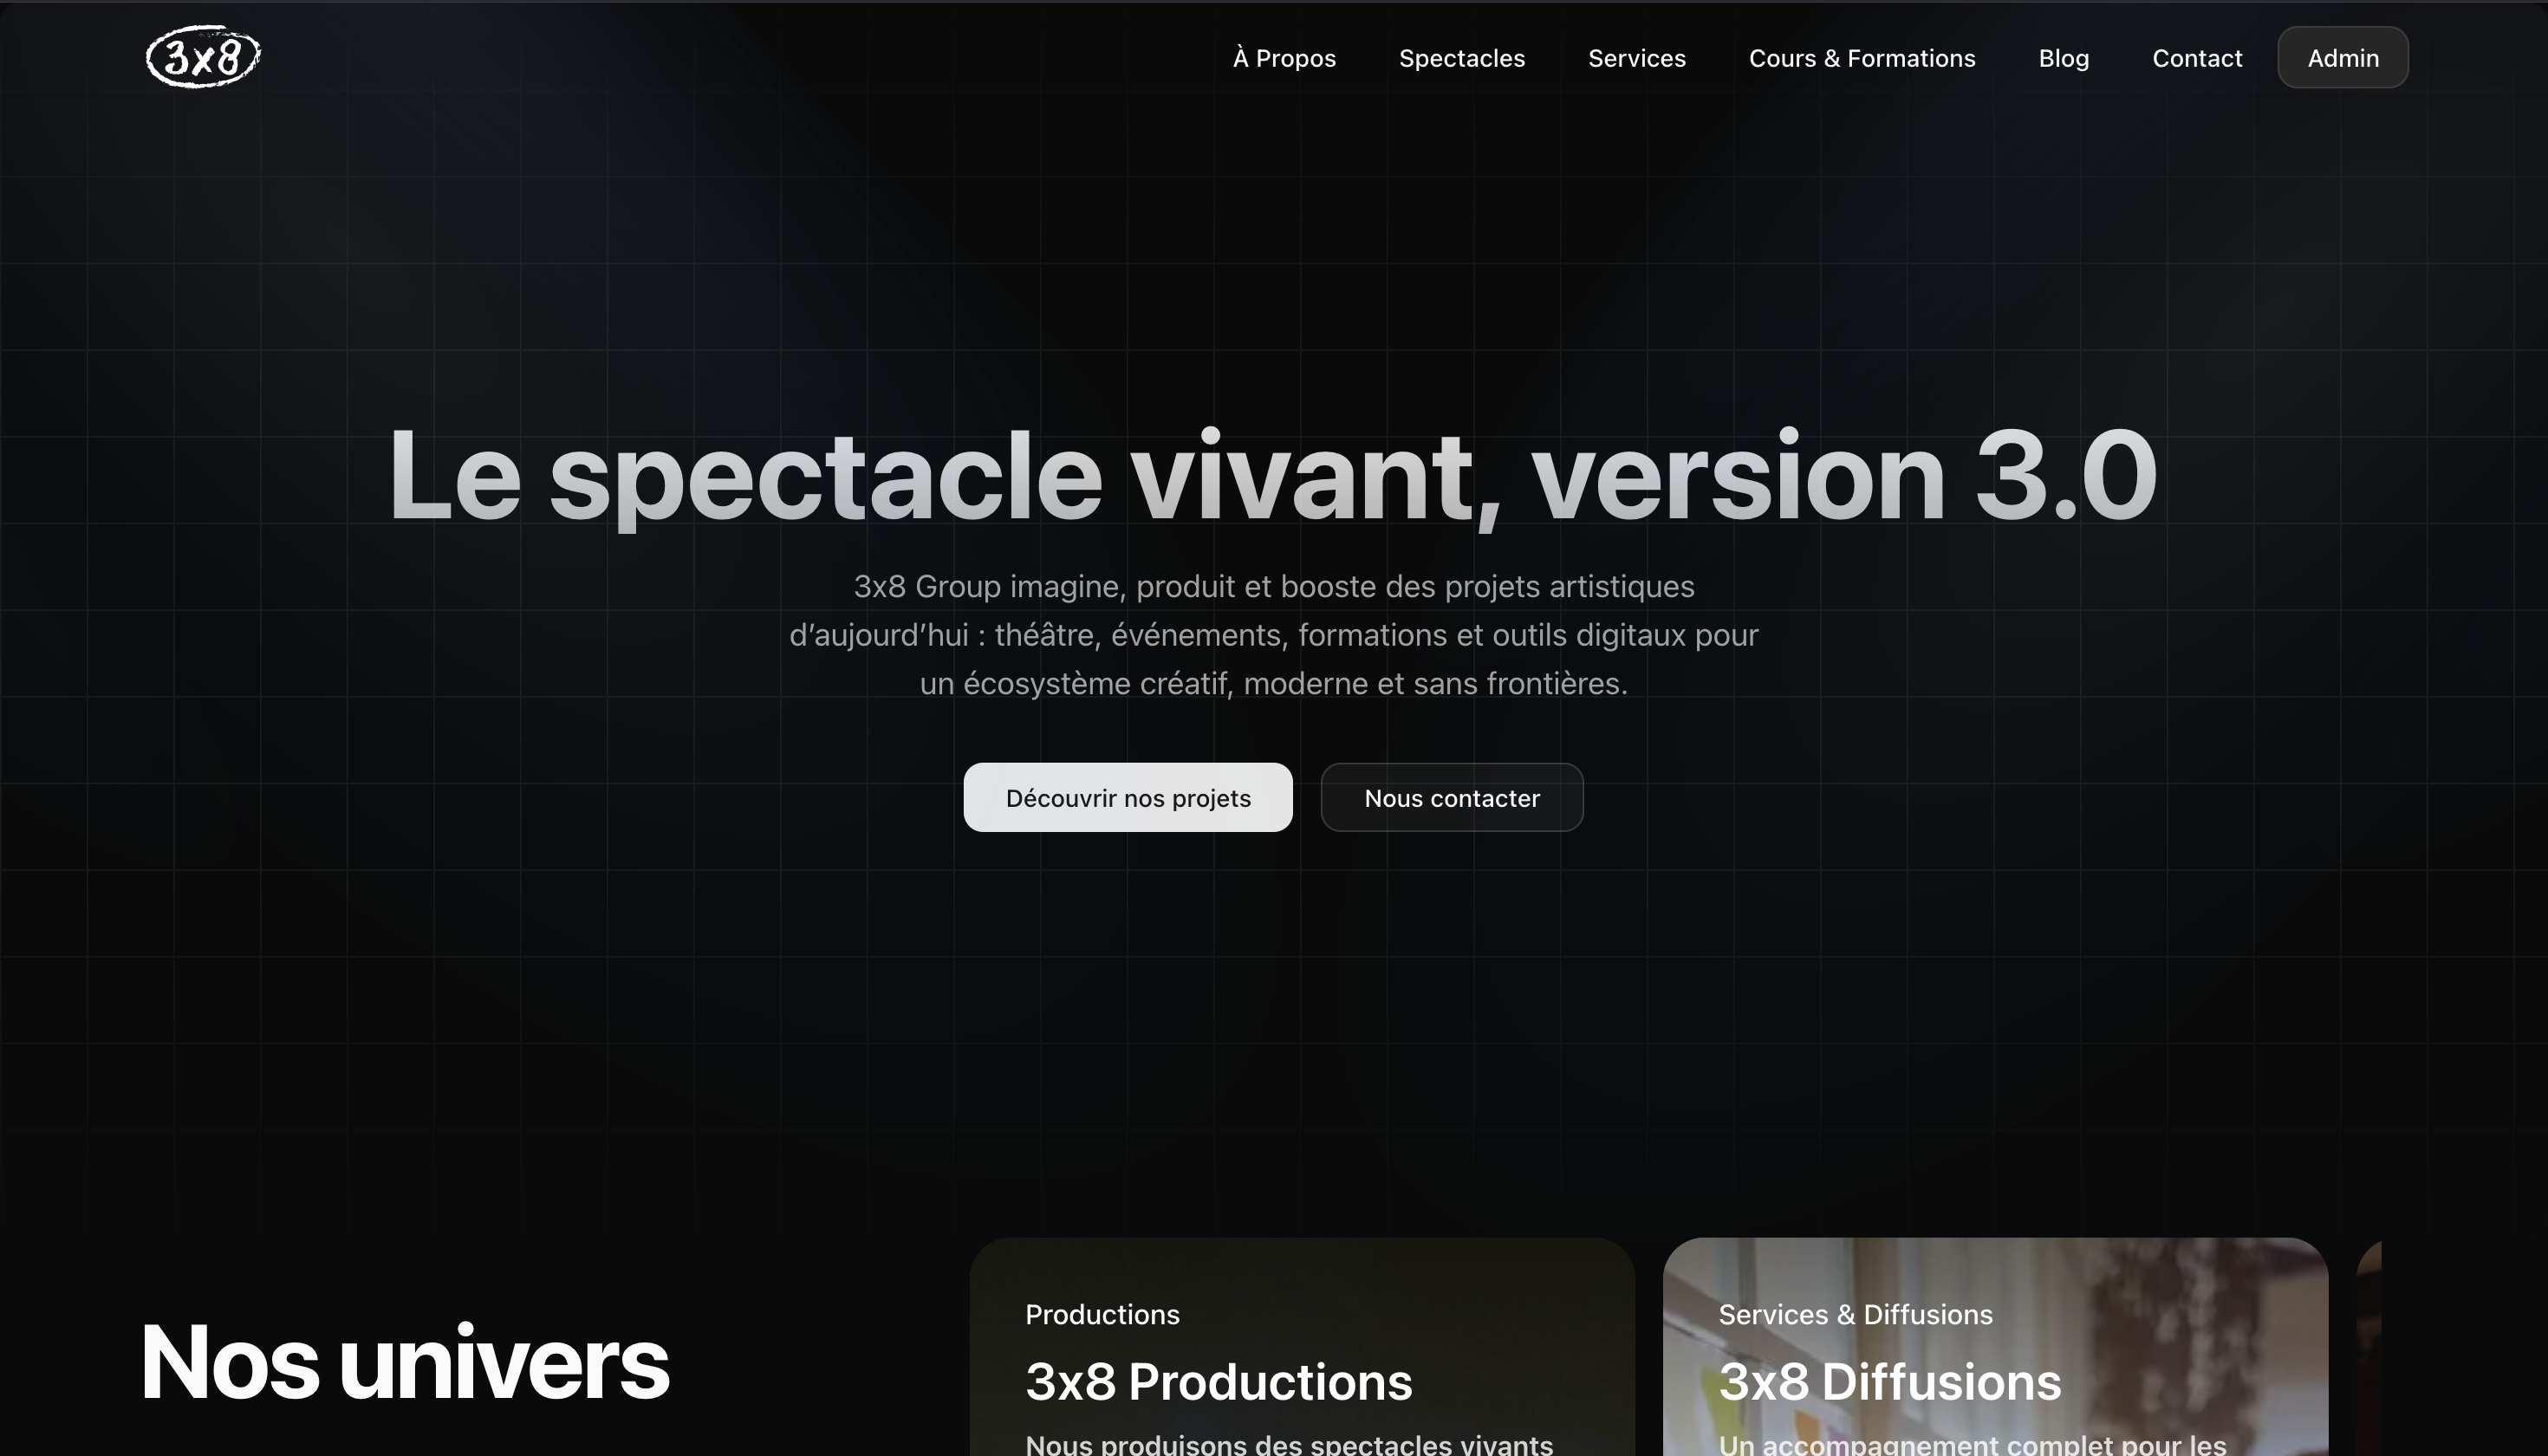 3x8
À Propos
Spectacles
Services
Cours & Formations
Blog
Contact
Admin
Le spectacle vivant, version 3.0
3x8 Group imagine, produit et booste des projets artistiques
d’aujourd’hui : théâtre, événements, formations et outils digitaux pour
un écosystème créatif, moderne et sans frontières.
Découvrir nos projets
Nous contacter
Nos univers
Productions
3x8 Productions
Nous produisons des spectacles vivants
Services & Diffusions
3x8 Diffusions
Un accompagnement complet pour les